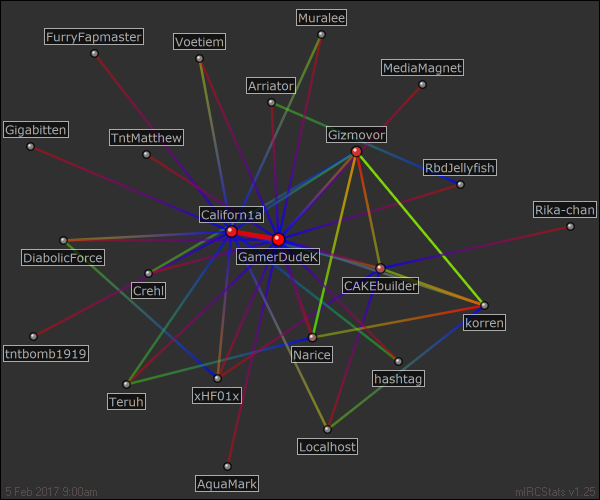 Muralee
FurryFapmaster
Voetiem
MediaMagnet
Arriator
Gigabitten
TntMatthew
Gizmovor
RbdJellyfish
Californ1a
Rika-chan
DiabolicForce
GamerDudeK
Crehl
CAKEbuilder
korren
tntbomb1919
Narice
hashtag
Teruh
xHF01x
Localhost
AquaMark
5 Feb 2017 9:00am
mIRCStats v1.25